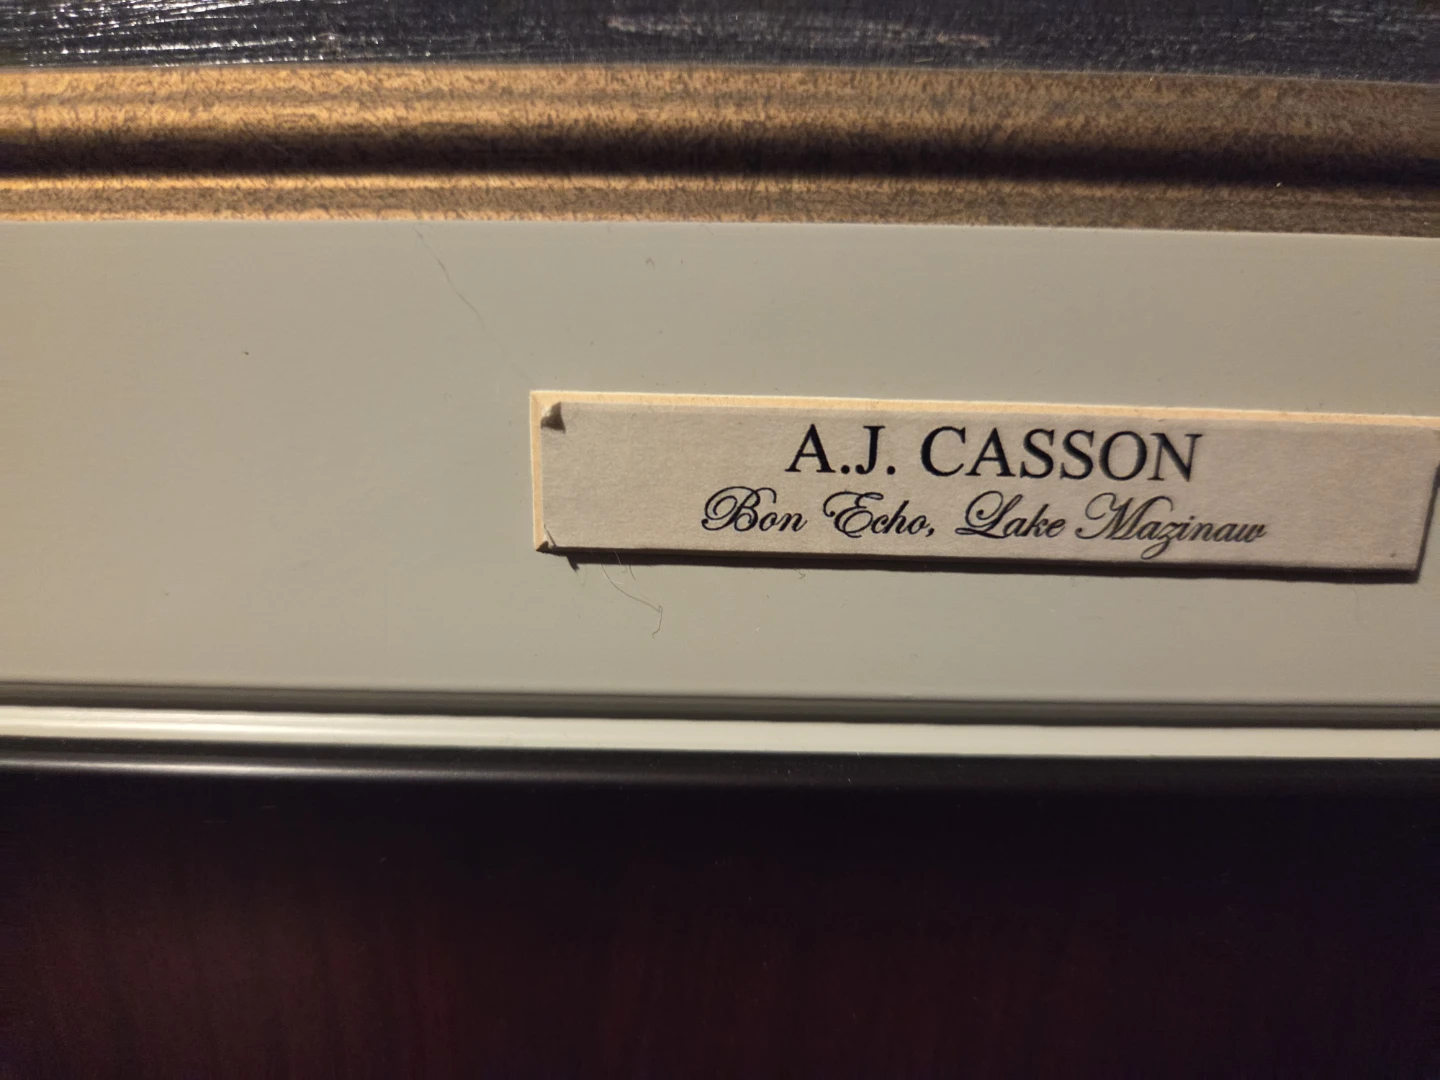 A.J. CASSON
Bon Echo, Lake Mazinaw